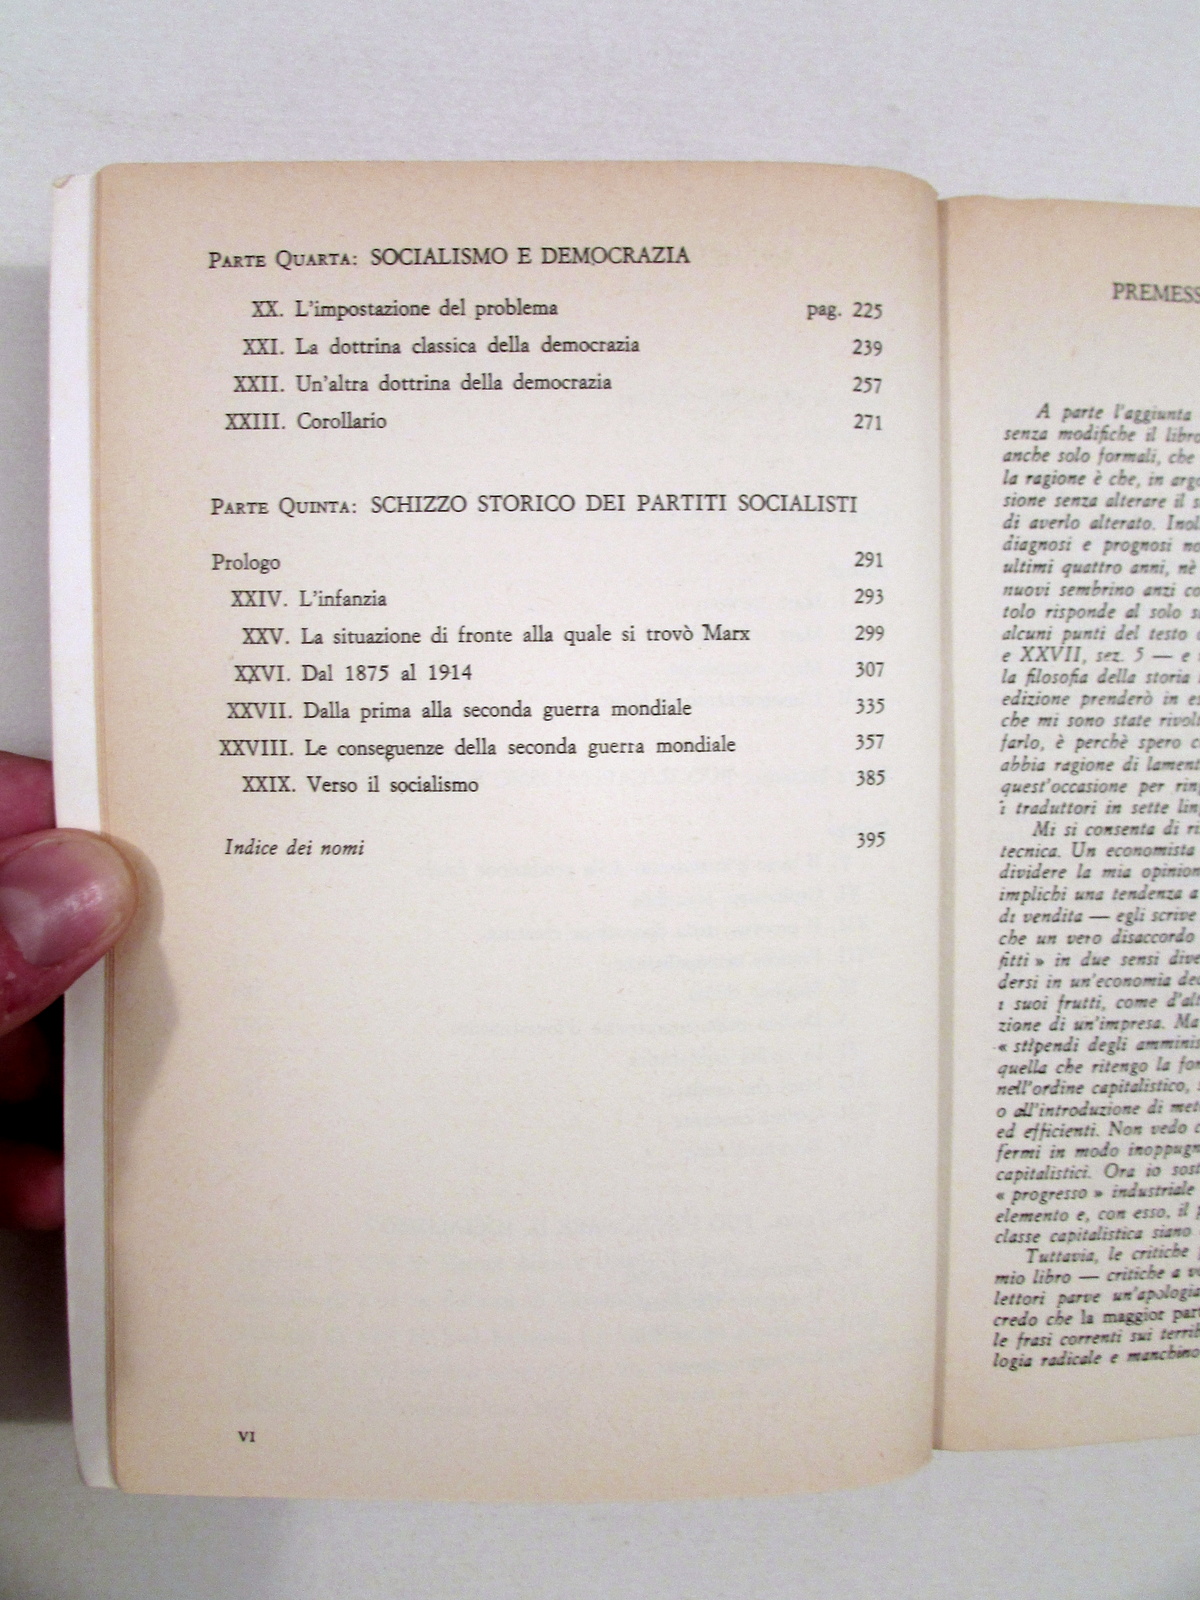 PARTE QUARTA: SOCIALISMO E DEMOCRAZIA
XX. L'impostazione del problema pag. 225
XXI. La dottrina classica della democrazia 239
XXII. Un'altra dottrina della democrazia 257
XXIII. Corollario 271
PARTE QUINTA: SCHIZZO STORICO DEI PARTITI SOCIALISTI
Prologo 291
XXIV. L'infanzia 293
XXV. La situazione di fronte alla quale si trovò Marx 299
XXVI. Dal 1875 al 1914 307
XXVII. Dalla prima alla seconda guerra mondiale 335
XXVIII. Le conseguenze della seconda guerra mondiale 357
XXIX. Verso il socialismo 385
Indice dei nomi 395
VI
PREMESS
A parte l'aggiunta
senza modifiche il libro
anche solo formali, che
la ragione è che, in argo
sione senza alterare il s
di averlo alterato. Inol
diagnosi e prognosi no
ultimi quattro anni, nè
nuovi sembrino anzi co
tolo risponde al solo s
alcuni punti del testo
e XXVII, sez. 5 — e
la filosofia della storia
edizione prenderò in es
che mi sono state rivolt
farlo, è perchè spero c
abbia ragione di lament
quest'occasione per rin
i traduttori in sette lin
Mi si consenta di ri
tecnica. Un economista
dividere la mia opinion
implichi una tendenza a
di vendita — egli scrive
che un vero disaccordo
fitti » in due sensi dive
dersi in un'economia de
i suoi frutti, come d'alt
zione di un'impresa. Ma
« stipendi degli amminis
quella che ritengo la for
nell'ordine capitalistico,
o all'introduzione di met
ed efficienti. Non vedo c
fermi in modo inoppugn
capitalistici. Ora io sost
« progresso » industriale
elemento e, con esso, il
classe capitalistica siano
Tuttavia, le critiche
mio libro — critiche a v
lettori parve un'apologia
credo che la maggior part
le frasi correnti sui terrib
logia radicale e manchino